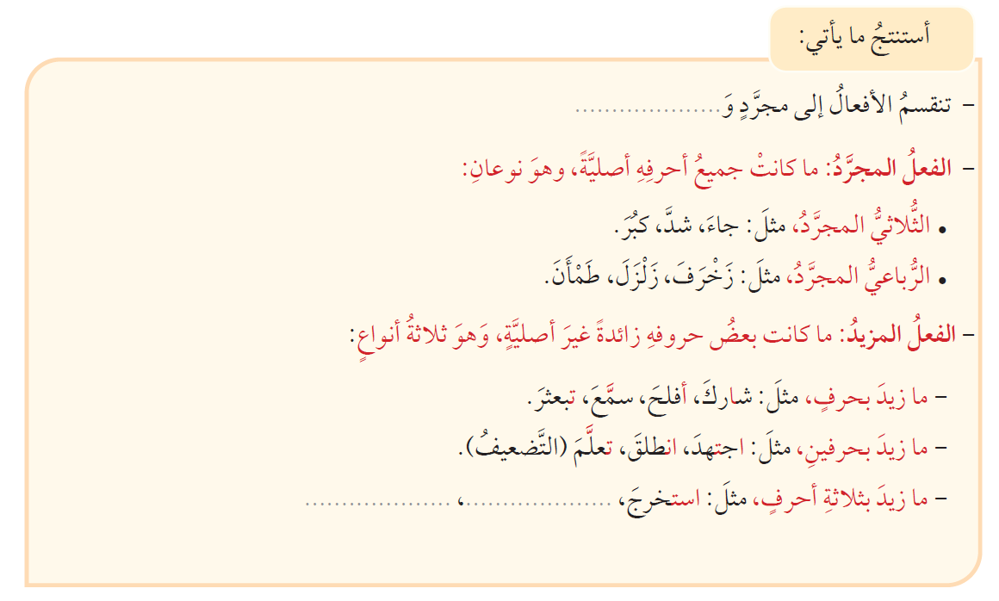 أستنتجُ ما يأتي:
– تنقسمُ الأفعالُ إلى مجرَّدٍ وَ....................
– الفعلُ المجرَّدُ: ما كانتْ جميعُ أحرفِهِ أصليَّةً، وهوَ نوعانِ:
• الثُّلاثيُّ المجرَّدُ، مثلَ: جاءَ، شدَّ، كبُرَ.
• الرُّباعيُّ المجرَّدُ، مثلَ: زَخْرَفَ، زَلْزَلَ، طَمْأَنَ.
– الفعلُ المزيدُ: ما كانت بعضُ حروفهِ زائدةً غيرَ أصليَّةٍ، وَهوَ ثلاثةُ أنواعٍ:
– ما زيدَ بحرفٍ، مثلَ: شاركَ، أفلحَ، سمَّعَ، تبعثرَ.
– ما زيدَ بحرفينِ، مثلَ: اجتهدَ، انطلقَ، تعلَّمَ (التَّضعيفُ).
– ما زيدَ بثلاثةِ أحرفٍ، مثلَ: استخرجَ، ....................، ....................